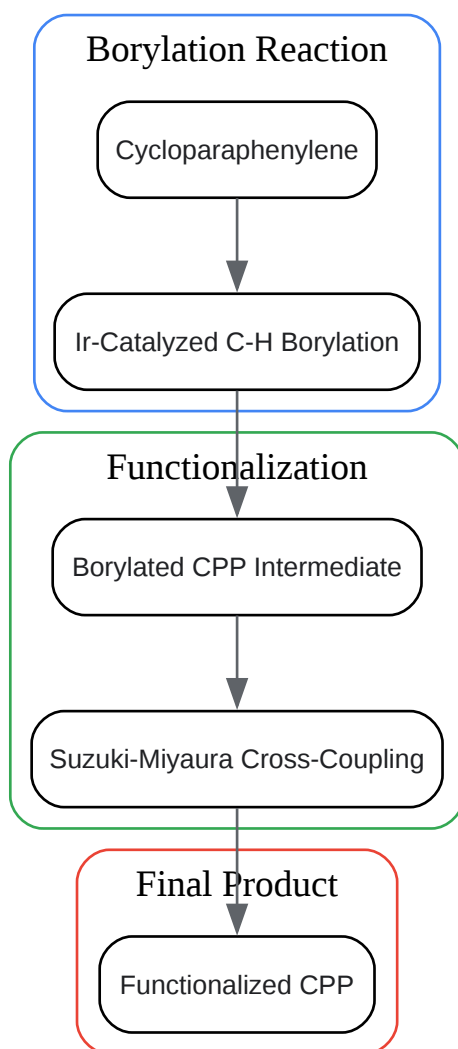 Borylation Reaction
Cycloparaphenylene
Ir-Catalyzed C-H Borylation
Functionalization
Borylated CPP Intermediate
Suzuki-Miyaura Cross-Coupling
Final Product
Functionalized CPP